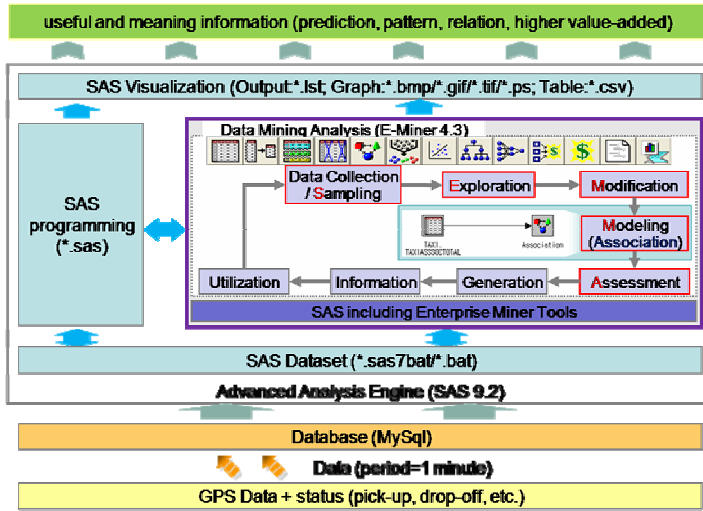 useful and meaning information (prediction, pattern, relation, higher value-added)
SAS Visualization (Output:*.lst; Graph:*.bmp/*.gif/*.tif/*.ps; Table:*.csv)
SAS
programming
(*.sas)
Data Mining Analysis (E-Miner 4.3)
Data Collection
/ Sampling
Exploration
Modification
TAXI.
TAXIASSSOCTOTAL
Association
Modeling
(Association)
Utilization
Information
Generation
Assessment
SAS including Enterprise Miner Tools
SAS Dataset (*.sas7bat/*.bat)
Advanced Analysis Engine (SAS 9.2)
Database (MySql)
Data (period=1 minute)
GPS Data + status (pick-up, drop-off, etc.)